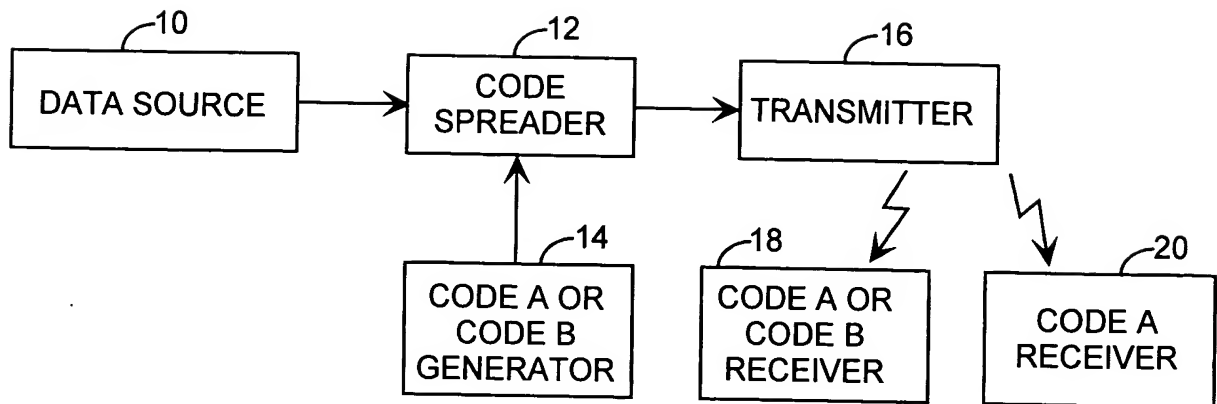 10
DATA SOURCE
12
CODE
SPREADER
16
TRANSMITTER
14
CODE A OR
CODE B
GENERATOR
18
CODE A OR
CODE B
RECEIVER
20
CODE A
RECEIVER